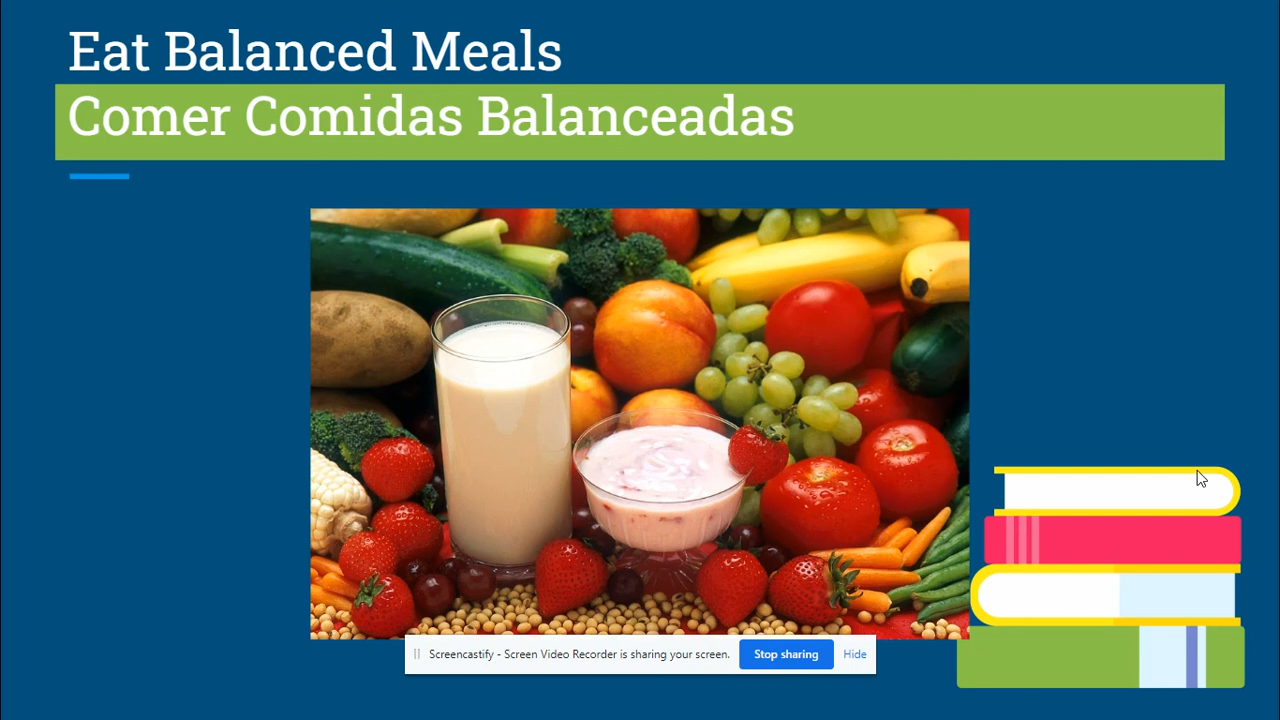 Eat Balanced Meals
Comer Comidas Balanceadas
Screencastify - Screen Video Recorder is sharing your screen.
Stop sharing
Hide